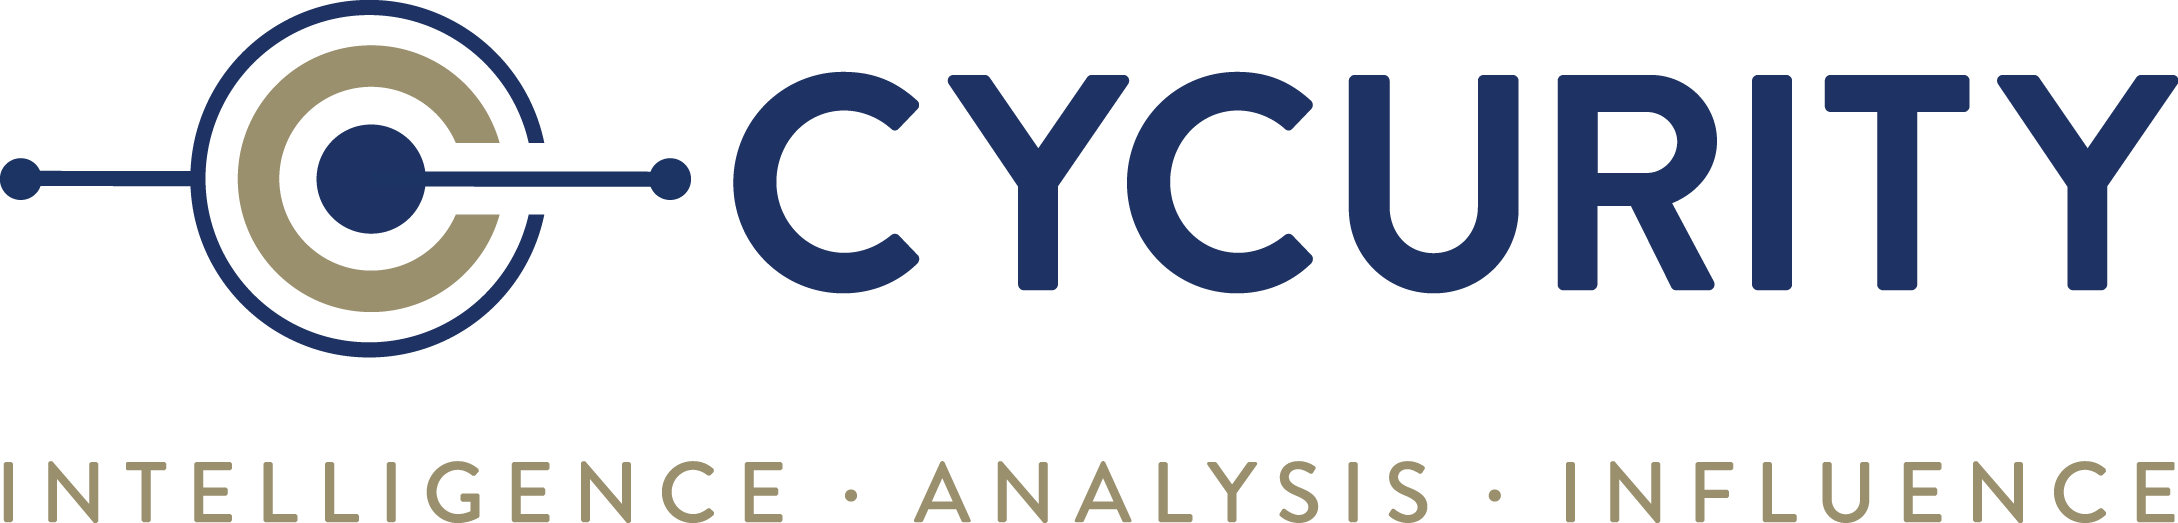 CYCURITY
INTELLIGENCE · ANALYSIS · INFLUENCE